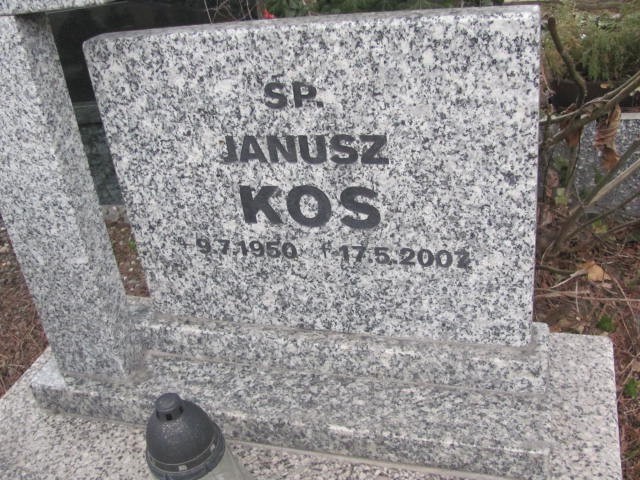 ŚP.
JANUSZ
KOS
* 9.7.1950 † 17.5.2002